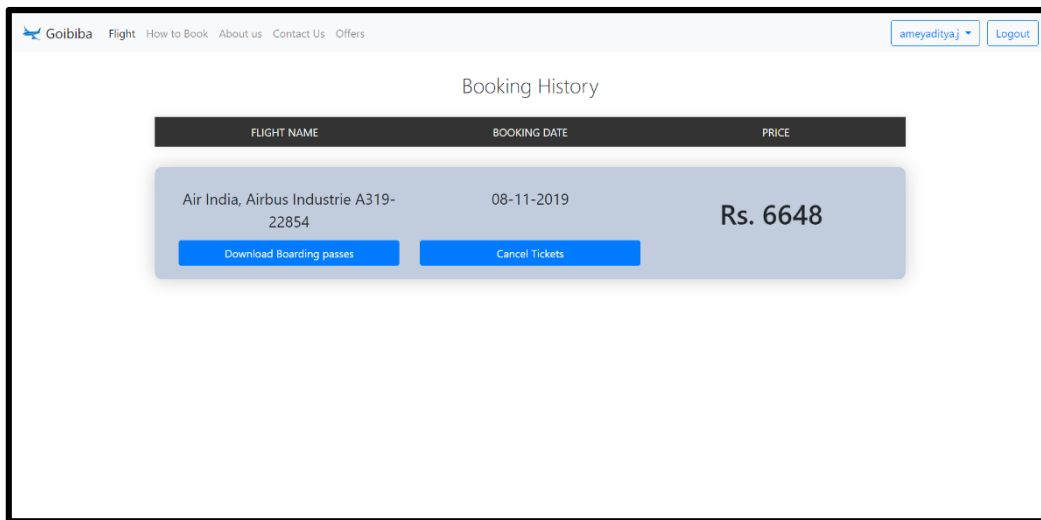 Goibiba Flight How to Book About us Contact Us Offers ameyaditya.j Logout
Booking History
FLIGHT NAME BOOKING DATE PRICE
Air India, Airbus Industrie A319-
22854
08-11-2019
Rs. 6648
Download Boarding passes Cancel Tickets